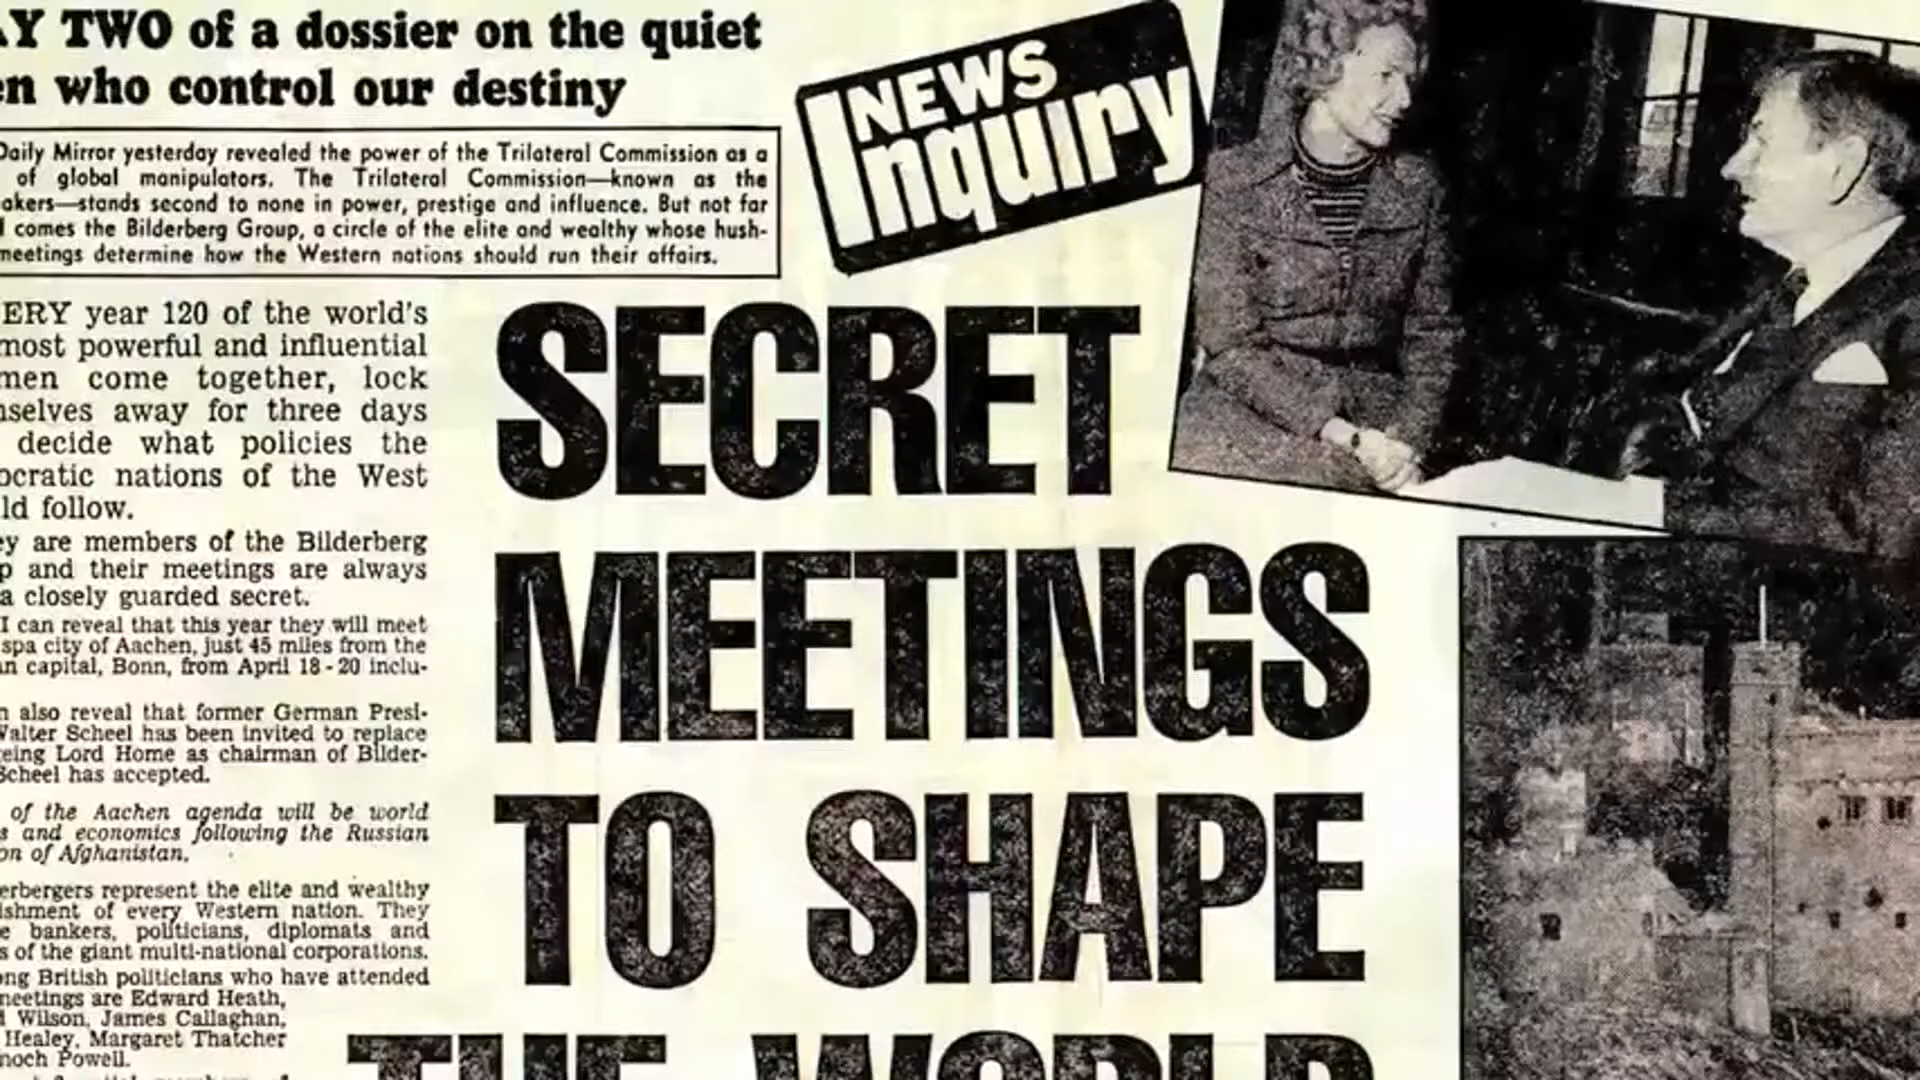 AY TWO of a dossier on the quiet
en who control our destiny
Daily Mirror yesterday revealed the power of the Trilateral Commission as a
of global manipulators. The Trilateral Commission—known as the
akers—stands second to none in power, prestige and influence. But not far
comes the Bilderberg Group, a circle of the elite and wealthy whose hush-
meetings determine how the Western nations should run their affairs.
NEWS
Inquiry
ERY year 120 of the world's
most powerful and influential
men come together, lock
nselves away for three days
decide what policies the
ocratic nations of the West
ld follow.
ey are members of the Bilderberg
p and their meetings are always
a closely guarded secret.
I can reveal that this year they will meet
spa city of Aachen, just 45 miles from the
an capital, Bonn, from April 18 - 20 inclu-
n also reveal that former German Presi-
Walter Scheel has been invited to replace
eing Lord Home as chairman of Bilder-
Scheel has accepted.
of the Aachen agenda will be world
s and economics following the Russian
on of Afghanistan.
erbergers represent the elite and wealthy
ishment of every Western nation. They
e bankers, politicians, diplomats and
s of the giant multi-national corporations.
ong British politicians who have attended
meetings are Edward Heath,
d Wilson, James Callaghan,
Healey, Margaret Thatcher
noch Powell.
SECRET
MEETINGS
TO SHAPE
THE WORLD